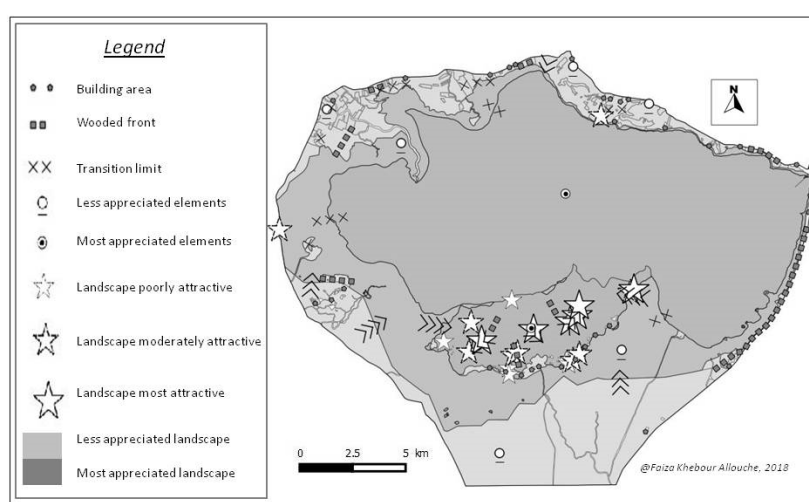 Legend
Building area
Wooded front
Transition limit
Less appreciated elements
Most appreciated elements
Landscape poorly attractive
Landscape moderately attractive
Landscape most attractive
Less appreciated landscape
Most appreciated landscape
N
0 2.5 5 km
@Faiza Khebour Allouche, 2018